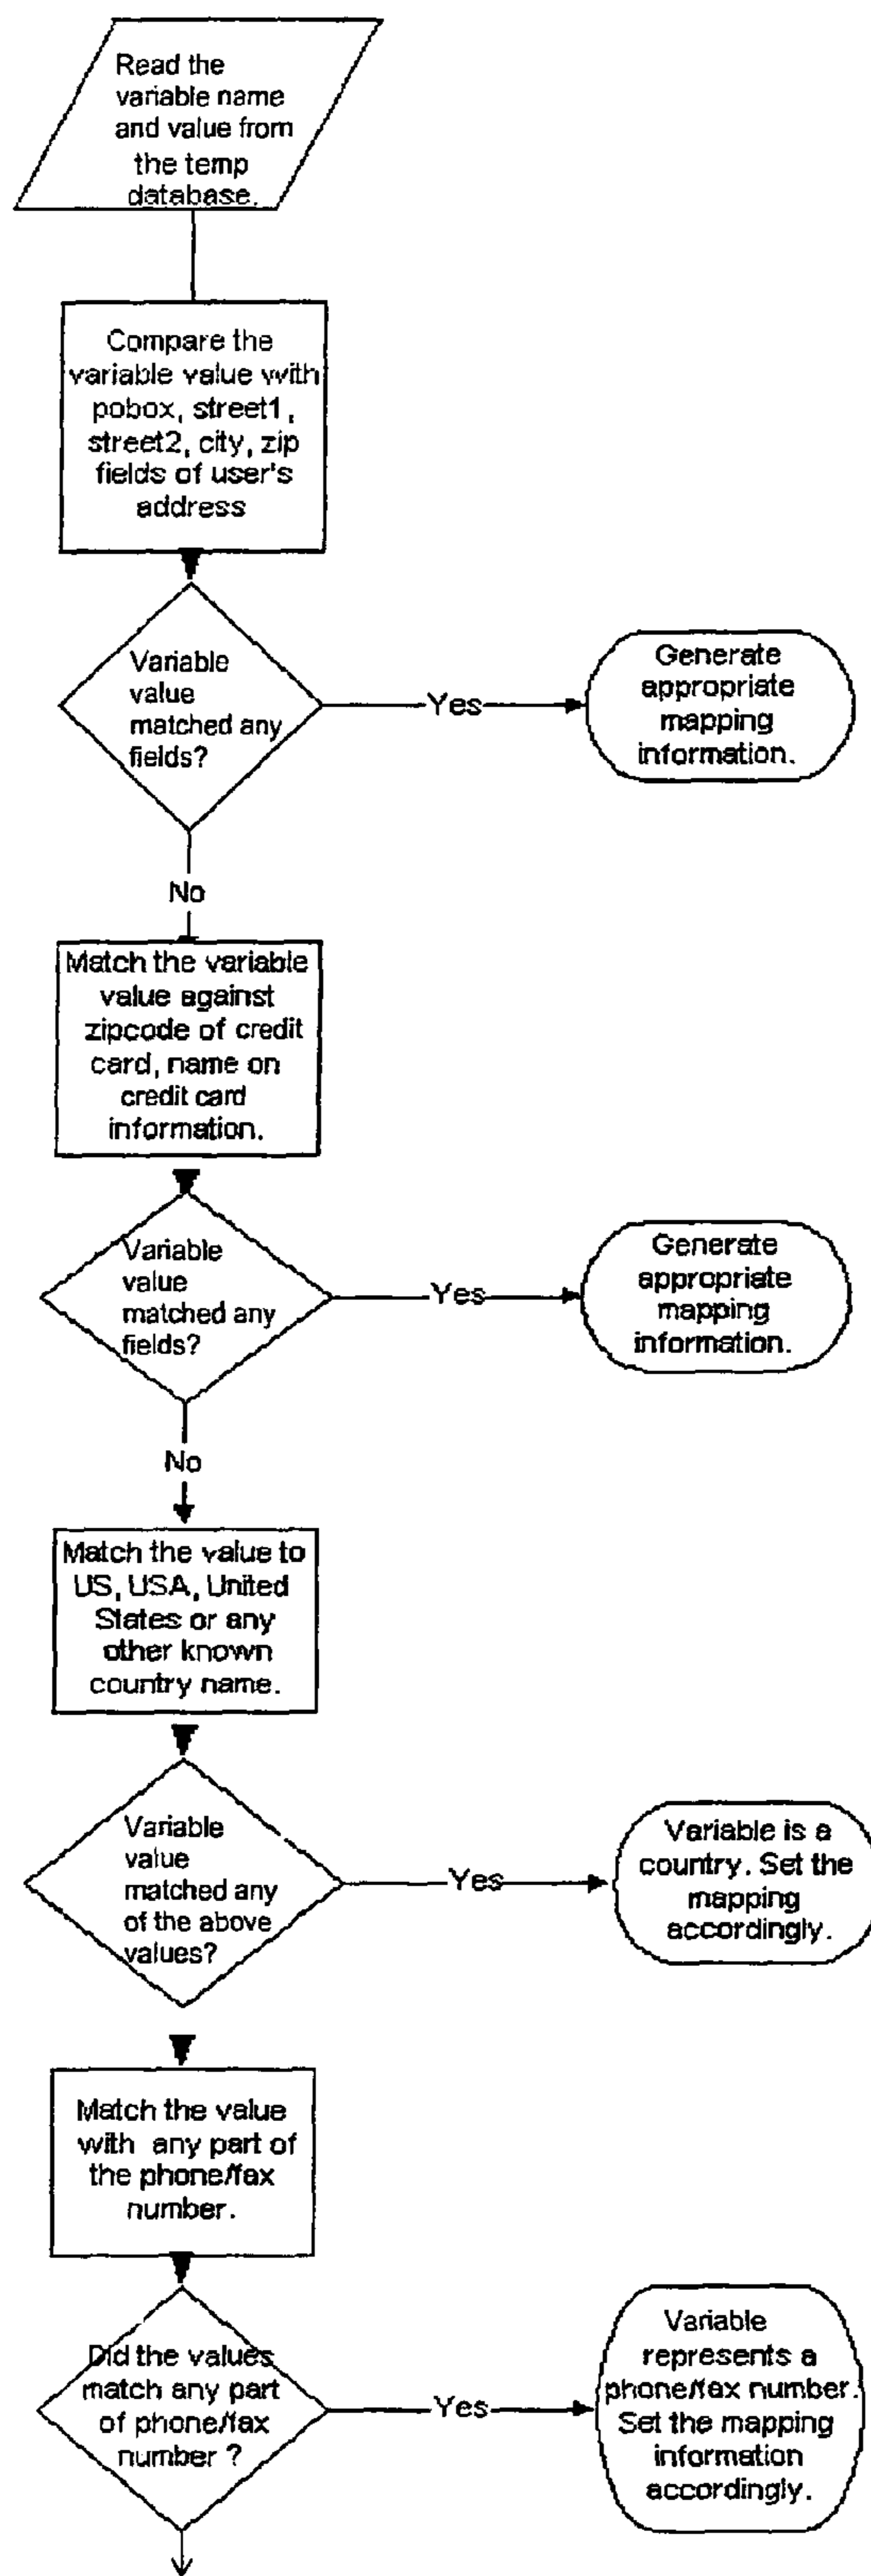 Read the
variable name
and value from
the temp
database.
Compare the
variable value with
pobox, street1,
street2, city, zip
fields of user's
address
Variable
value
matched any
fields?
Yes
Generate
appropriate
mapping
information.
No
Match the variable
value against
zipcode of credit
card, name on
credit card
information.
Variable
value
matched any
fields?
Yes
Generate
appropriate
mapping
information.
No
Match the value to
US, USA, United
States or any
other known
country name.
Variable
value
matched any
of the above
values?
Yes
Variable is a
country. Set the
mapping
accordingly.
Match the value
with any part of
the phone/fax
number.
Did the values
match any part
of phone/fax
number ?
Yes
Variable
represents a
phone/fax number.
Set the mapping
information
accordingly.